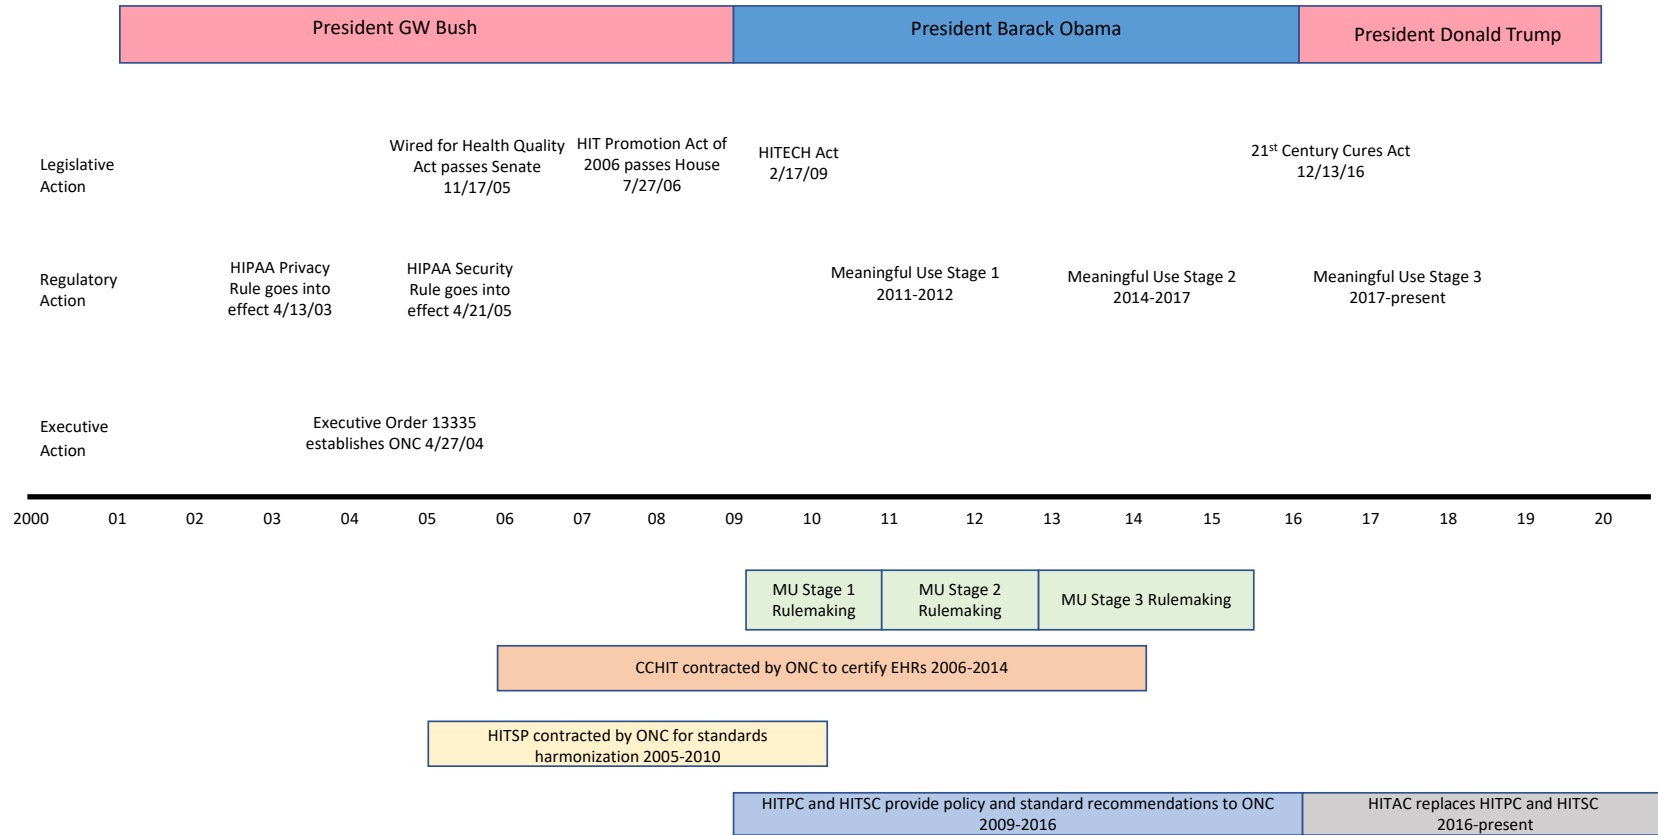 President GW Bush
President Barack Obama
President Donald Trump
Legislative
Action
Wired for Health Quality
Act passes Senate
11/17/05
HIT Promotion Act of
2006 passes House
7/27/06
HITECH Act
2/17/09
21st Century Cures Act
12/13/16
Regulatory
Action
HIPAA Privacy
Rule goes into
effect 4/13/03
HIPAA Security
Rule goes into
effect 4/21/05
Meaningful Use Stage 1
2011-2012
Meaningful Use Stage 2
2014-2017
Meaningful Use Stage 3
2017-present
Executive
Action
Executive Order 13335
establishes ONC 4/27/04
2000 01 02 03 04 05 06 07 08 09 10 11 12 13 14 15 16 17 18 19 20
MU Stage 1
Rulemaking
MU Stage 2
Rulemaking
MU Stage 3 Rulemaking
CCHIT contracted by ONC to certify EHRs 2006-2014
HITSP contracted by ONC for standards
harmonization 2005-2010
HITPC and HITSC provide policy and standard recommendations to ONC
2009-2016
HITAC replaces HITPC and HITSC
2016-present